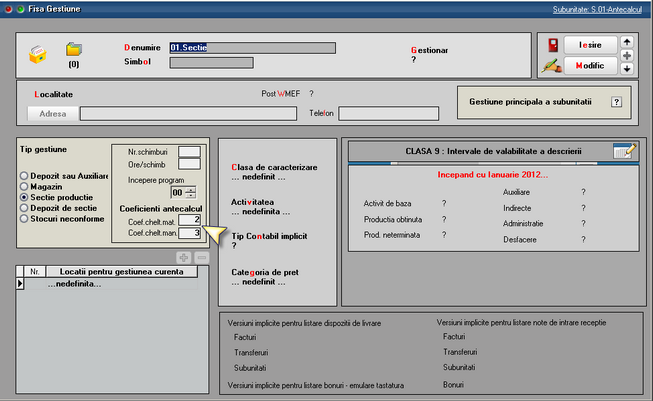 Fisa Gestiune
Subunitate: S.01-Antecalcul
(0)
Denumire 01.Sectie
Simbol
Gestionar
?
Iesire
Modific
Localitate
Post WMEF ?
Adresa
Telefon
Gestiune principala a subunitatii ?
Tip gestiune
Depozit sau Auxiliare
Magazin
Sectie productie
Depozit de sectie
Stocuri neconforme
Nr.schimburi
Ore/schimb
Incepere program
00
Coeficienti antecalcul
Coef.chelt.mat. 2
Coef.chelt.man. 3
Clasa de caracterizare
... nedefinit ...
Activitatea
... nedefinita ...
Tip Contabil implicit
?
Categoria de pret
... nedefinit ...
CLASA 9 : Intervale de valabilitate a descrierii
Incepand cu Ianuarie 2012...
Activit de baza ?
Productia obtinuta ?
Prod. neterminata ?
Auxiliare ?
Indirecte ?
Administratie ?
Desfacere ?
Nr. Locatii pentru gestiunea curenta
...nedefinita...
Versiuni implicite pentru listare dispozitii de livrare
Facturi
Transferuri
Subunitati
Versiuni implicite pentru listare bonuri - emulare tastatura
Versiuni implicite pentru listare note de intrare receptie
Facturi
Transferuri
Subunitati
Bonuri